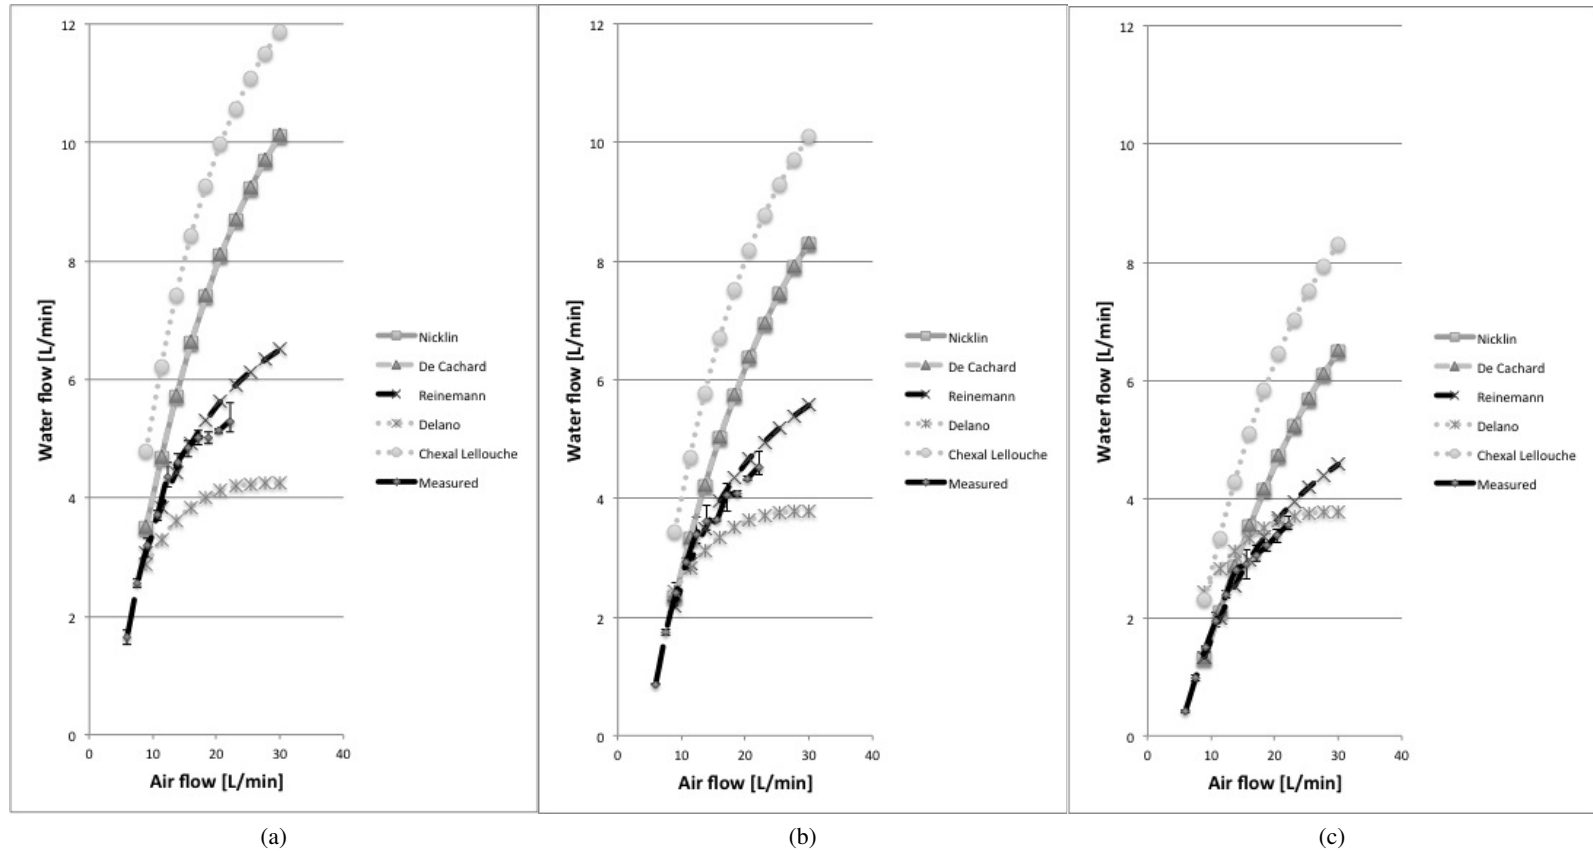 12
10
8
6
4
2
0
0 10 20 30 40
Water flow [L/min]
Air flow [L/min]
Nicklin
De Cachard
Reinemann
Delano
Chexal Lellouche
Measured
(a)
12
10
8
6
4
2
0
0 10 20 30 40
Water flow [L/min]
Air flow [L/min]
Nicklin
De Cachard
Reinemann
Delano
Chexal Lellouche
Measured
(b)
12
10
8
6
4
2
0
0 10 20 30 40
Water flow [L/min]
Air flow [L/min]
Nicklin
De Cachard
Reinemann
Delano
Chexal Lellouche
Measured
(c)